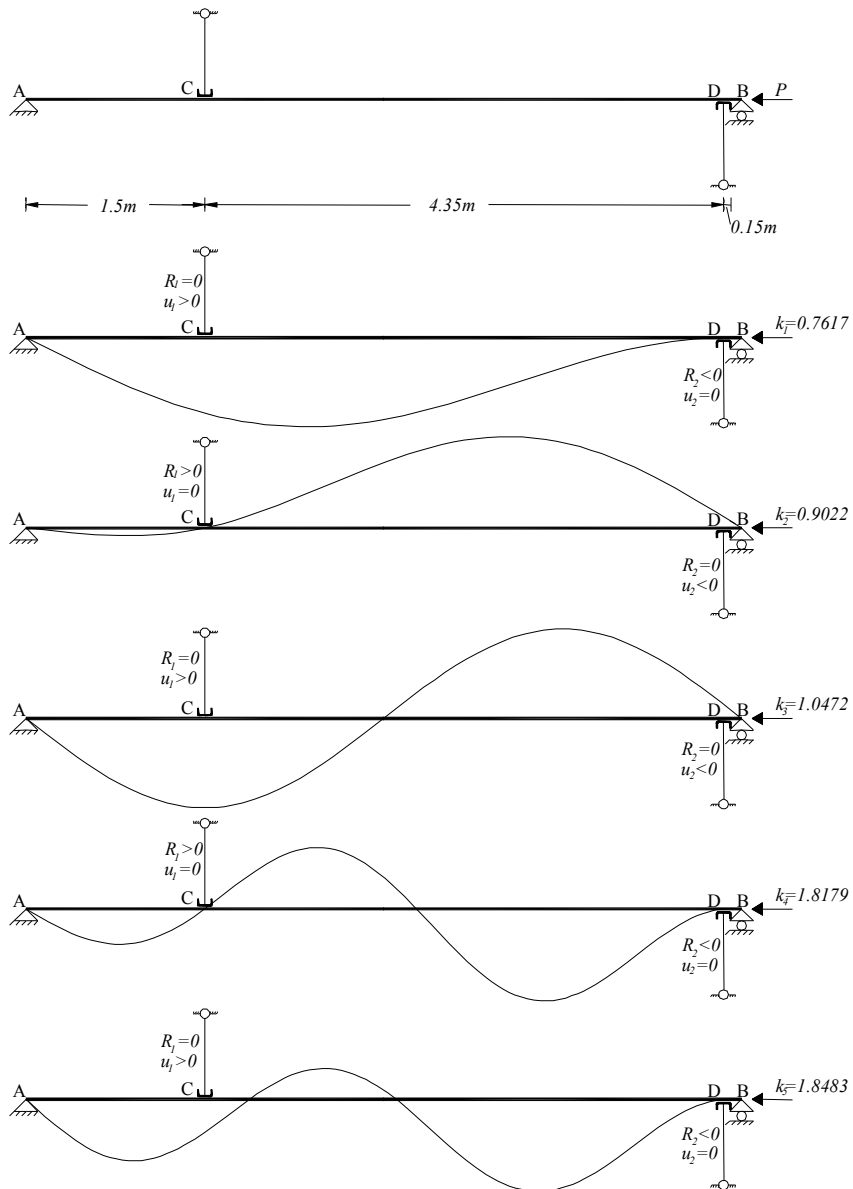 A C D B P
1.5m 4.35m
0.15m
R₁=0
u₁>0
A C D B k₁=0.7617
R₂<0
u₂=0
R₁>0
u₁=0
A C D B k₂=0.9022
R₂=0
u₂<0
R₁=0
u₁>0
A C D B k₃=1.0472
R₂=0
u₂<0
R₁>0
u₁=0
A C D B k₄=1.8179
R₂<0
u₂=0
R₁=0
u₁>0
A C D B k₅=1.8483
R₂<0
u₂=0